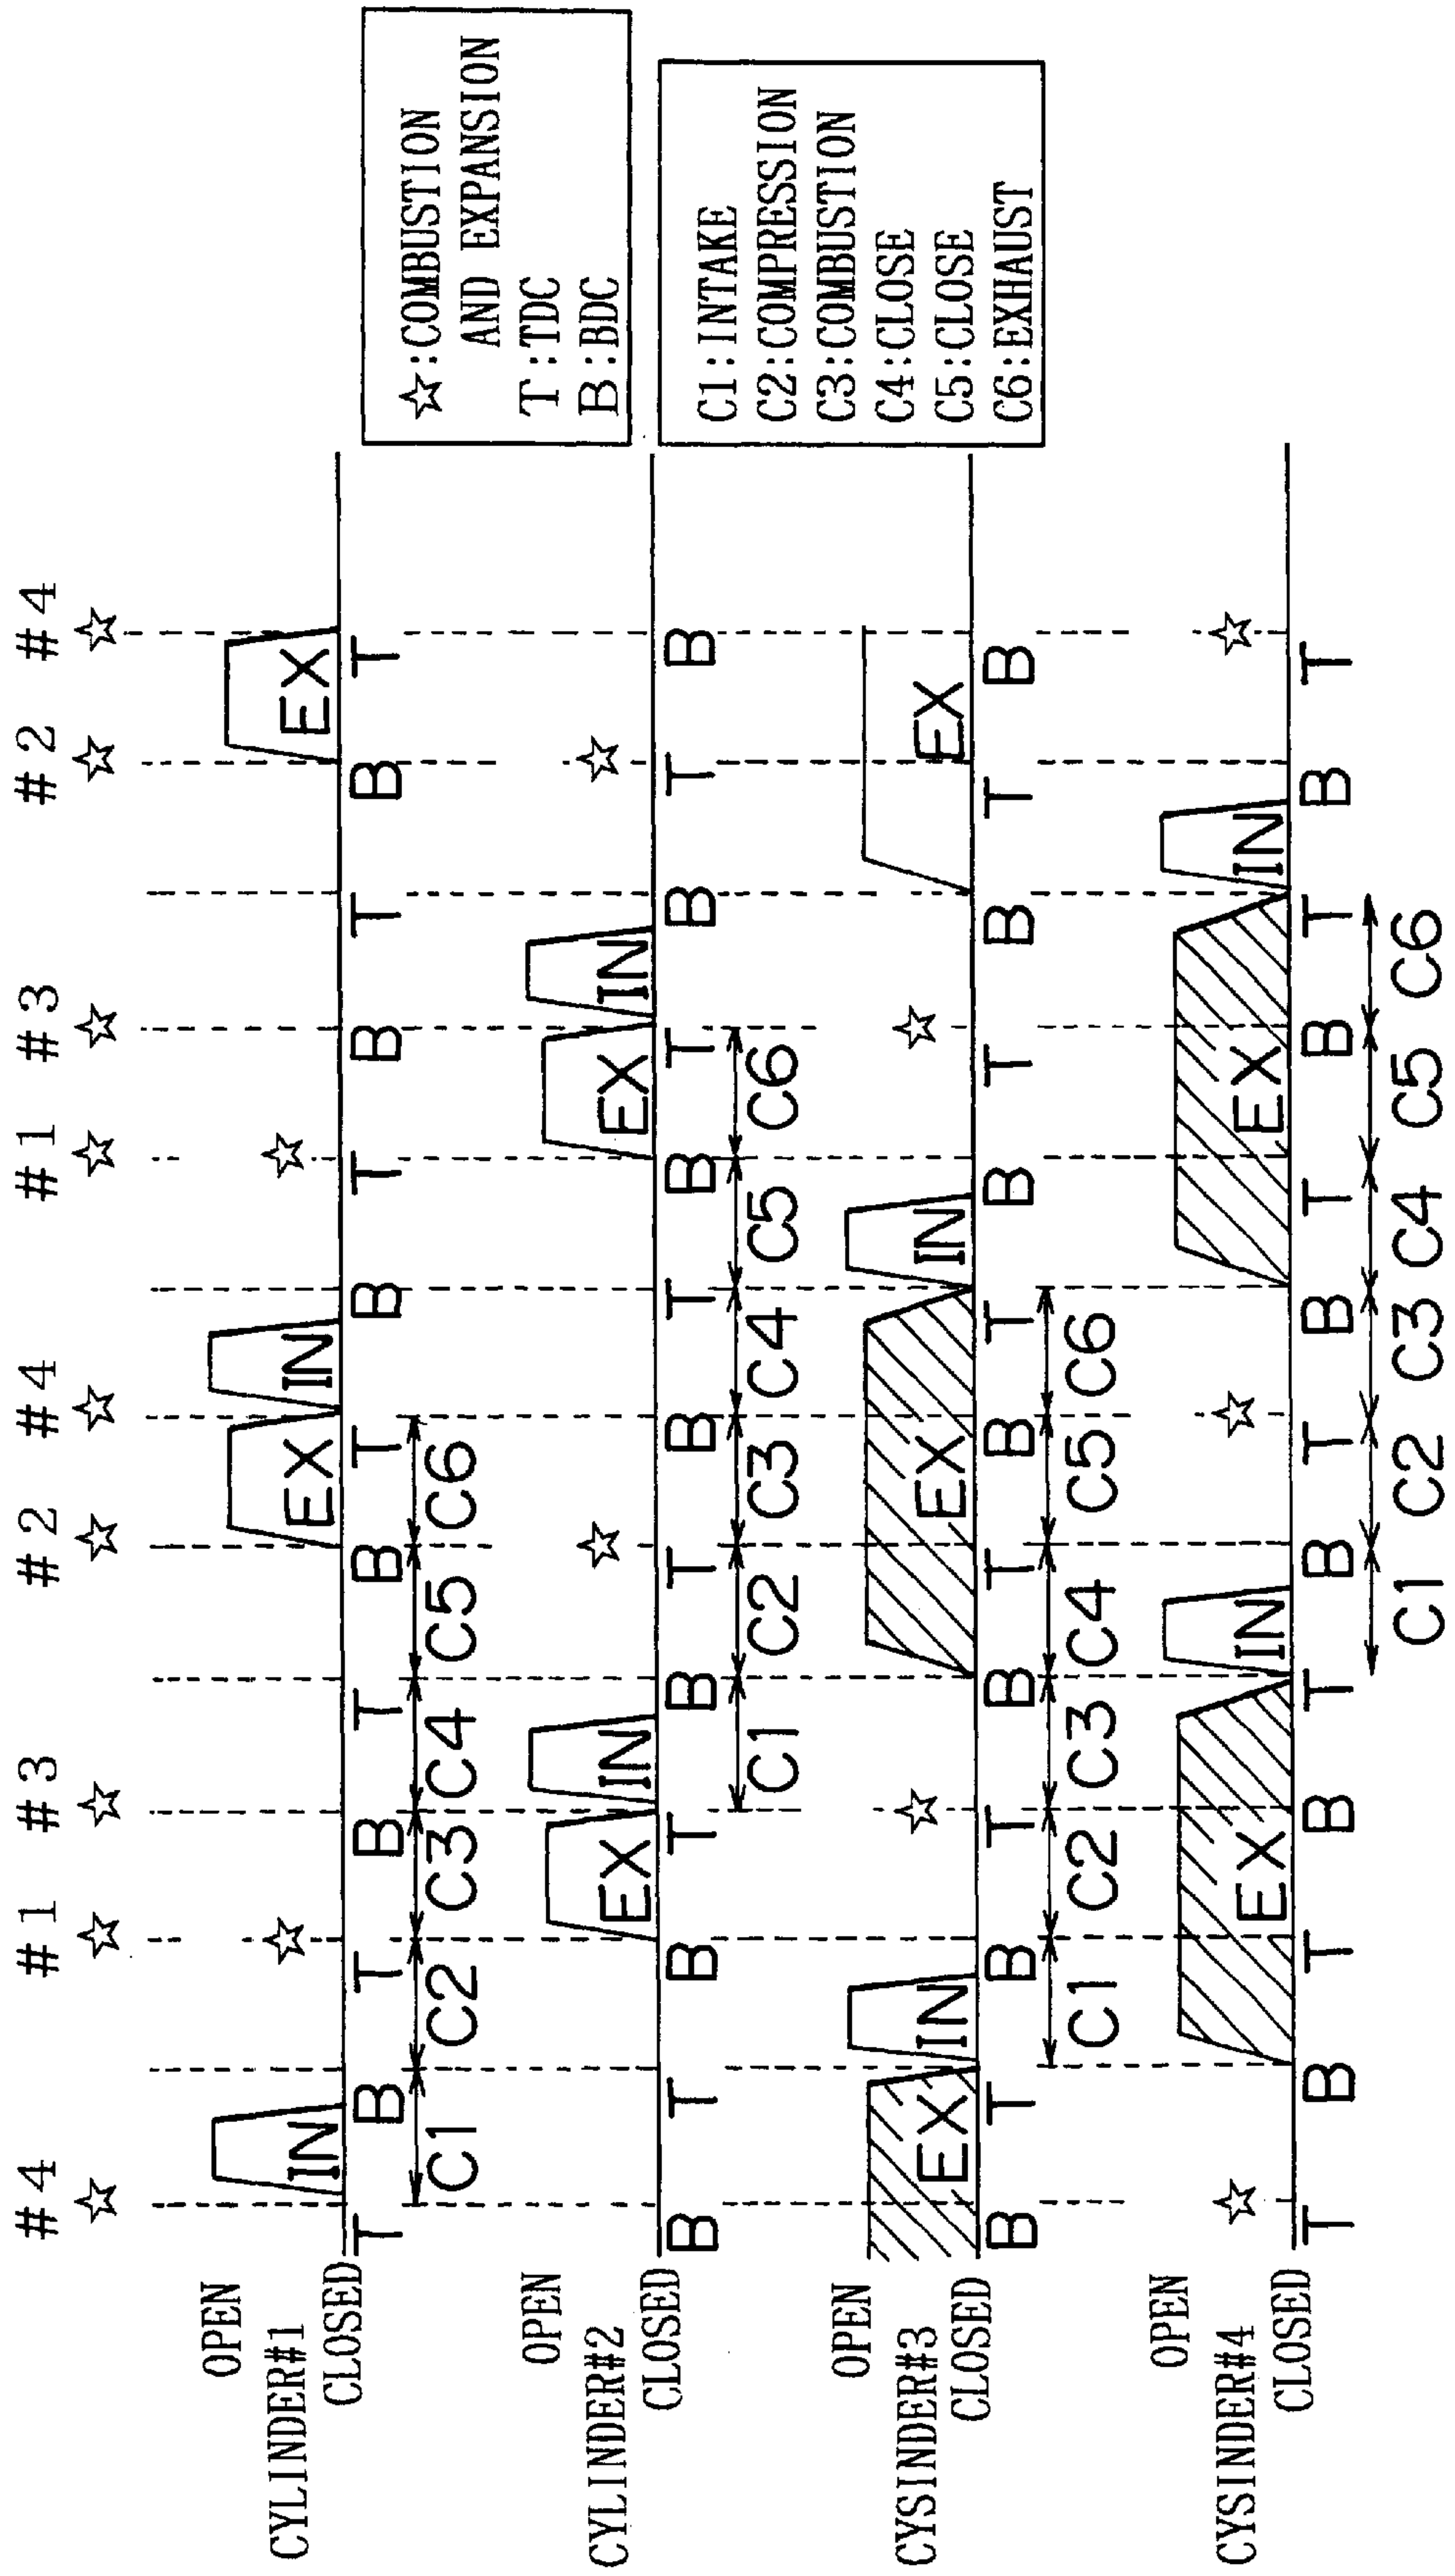 #4 #1 #3 #2 #4 #1 #3 #2 #4
☆ ☆ ☆ ☆ ☆ ☆ ☆ ☆ ☆
OPEN
CYLINDER#1
CLOSED
IN ☆ EX IN ☆ EX
T B T B T B T B T B T B T
C1 C2 C3 C4 C5 C6
OPEN
CYLINDER#2
CLOSED
EX IN ☆ EX IN ☆
B T B T B T B T B T B T B
C1 C2 C3 C4 C5 C6
OPEN
CYSINDER#3
CLOSED
EX IN ☆ EX IN ☆ EX
B T B T B T B T B T B T B
C1 C2 C3 C4 C5 C6
OPEN
CYSINDER#4
CLOSED
☆ EX IN ☆ EX IN ☆
T B T B T B T B T B T B T
C1 C2 C3 C4 C5 C6
☆:COMBUSTION
AND EXPANSION
T:TDC
B:BDC
C1:INTAKE
C2:COMPRESSION
C3:COMBUSTION
C4:CLOSE
C5:CLOSE
C6:EXHAUST